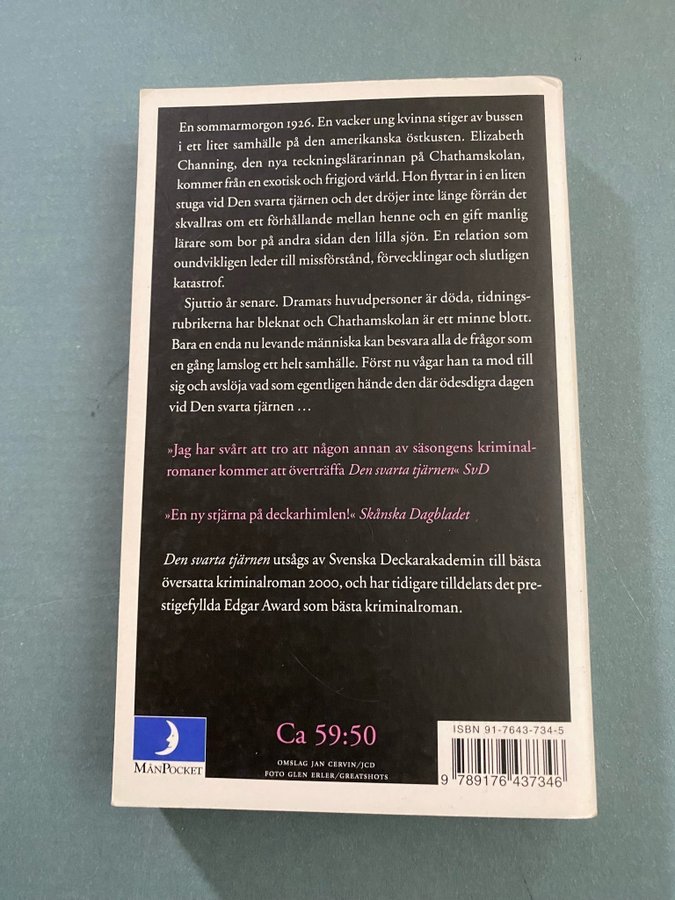 En sommarmorgon 1926. En vacker ung kvinna stiger av bussen
i ett litet samhälle på den amerikanska östkusten. Elizabeth
Channing, den nya teckningslärarinnan på Chathamskolan,
kommer från en exotisk och frigjord värld. Hon flyttar in i en liten
stuga vid Den svarta tjärnen och det dröjer inte länge förrän det
skvallras om ett förhållande mellan henne och en gift manlig
lärare som bor på andra sidan den lilla sjön. En relation som
oundvikligen leder till missförstånd, förvecklingar och slutligen
katastrof.
Sjuttio år senare. Dramats huvudpersoner är döda, tidnings-
rubrikerna har bleknat och Chathamskolan är ett minne blott.
Bara en enda nu levande människa kan besvara alla de frågor som
en gång lamslog ett helt samhälle. Först nu vågar han ta mod till
sig och avslöja vad som egentligen hände den där ödesdigra dagen
vid Den svarta tjärnen …
»Jag har svårt att tro att någon annan av säsongens kriminal-
romaner kommer att överträffa Den svarta tjärnen« SvD
»En ny stjärna på deckarhimlen!« Skånska Dagbladet
Den svarta tjärnen utsågs av Svenska Deckarakademin till bästa
översatta kriminalroman 2000, och har tidigare tilldelats det pre-
stigefyllda Edgar Award som bästa kriminalroman.
MÅNPOCKET
Ca 59:50
OMSLAG JAN CERVIN/JCD
FOTO GLEN ERLER/GREATSHOTS
ISBN 91-7643-734-5
9 789176 437346